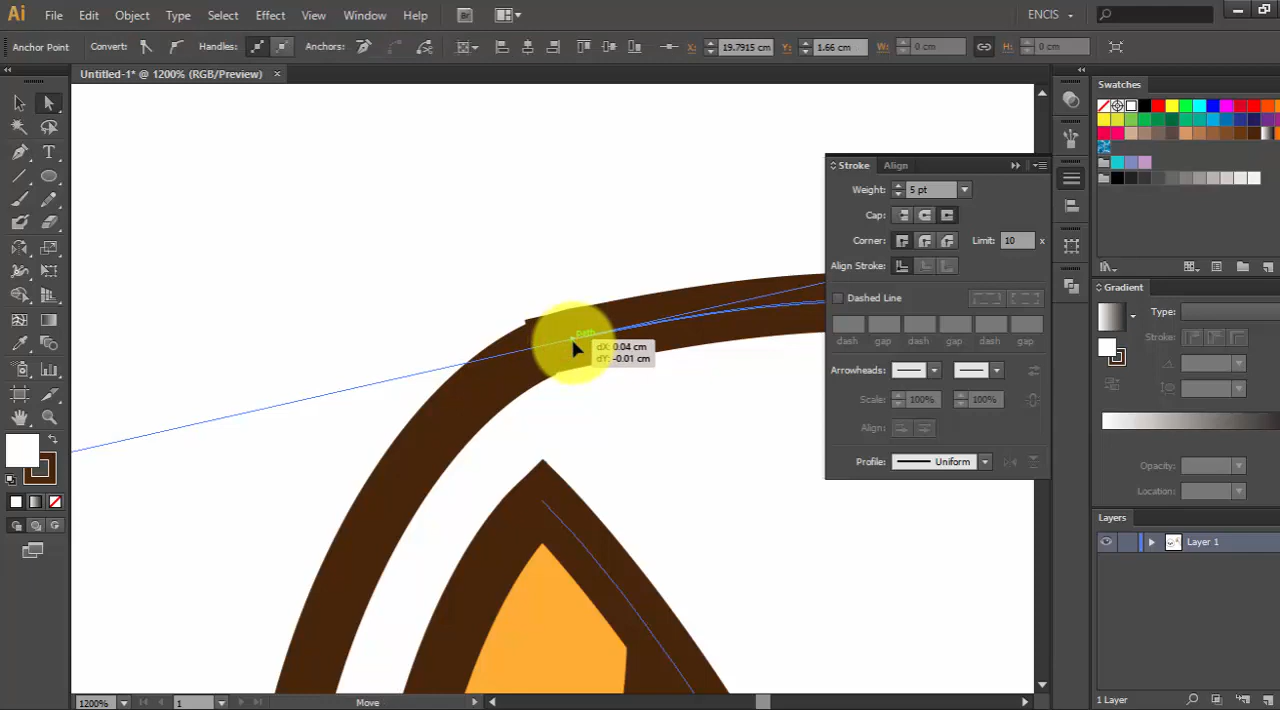 Ai File Edit Object Type Select Effect View Window Help ENCIS
Anchor Point Convert: Handles: Anchors: X: 19.7915 cm Y: 1.66 cm W: 0 cm H: 0 cm
Untitled-1* @ 1200% (RGB/Preview) ×
Swatches
Stroke Align
Weight: 5 pt
Cap:
Corner: Limit: 10 x
Align Stroke:
Dashed Line
dash gap dash gap dash gap
Arrowheads:
Scale: 100% 100%
Align:
Profile: Uniform
path
dX: 0.04 cm
dY: -0.01 cm
Gradient
Type:
Stroke:
Opacity:
Location:
Layers
Layer 1
1 Layer
1200% 1 Move